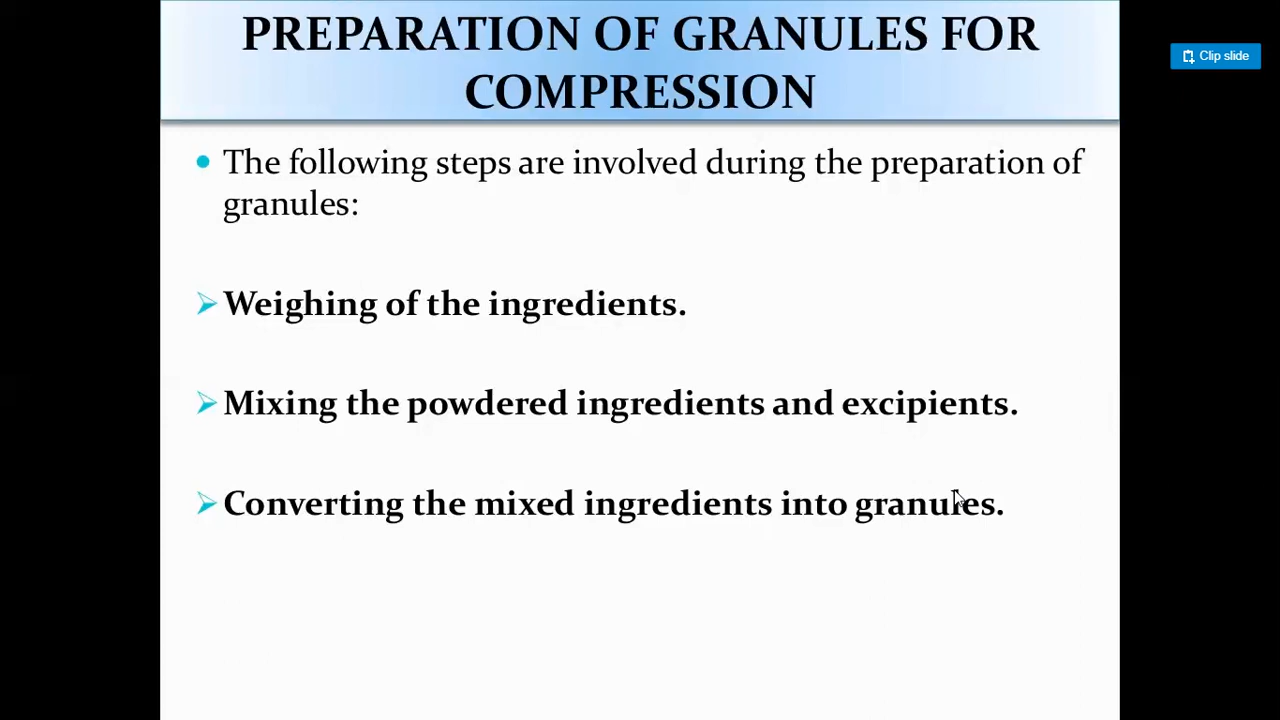 PREPARATION OF GRANULES FOR
COMPRESSION
Clip slide
The following steps are involved during the preparation of
granules:
Weighing of the ingredients.
Mixing the powdered ingredients and excipients.
Converting the mixed ingredients into granules.